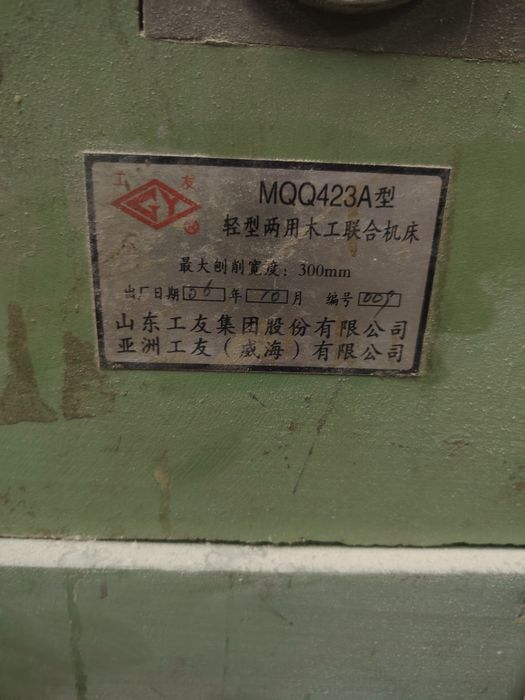 工 友
GY
MQQ423A型
轻型两用木工联合机床
最大刨削宽度：300mm
出厂日期 06 年 10 月 编号 009
山东工友集团股份有限公司
亚洲工友（威海）有限公司